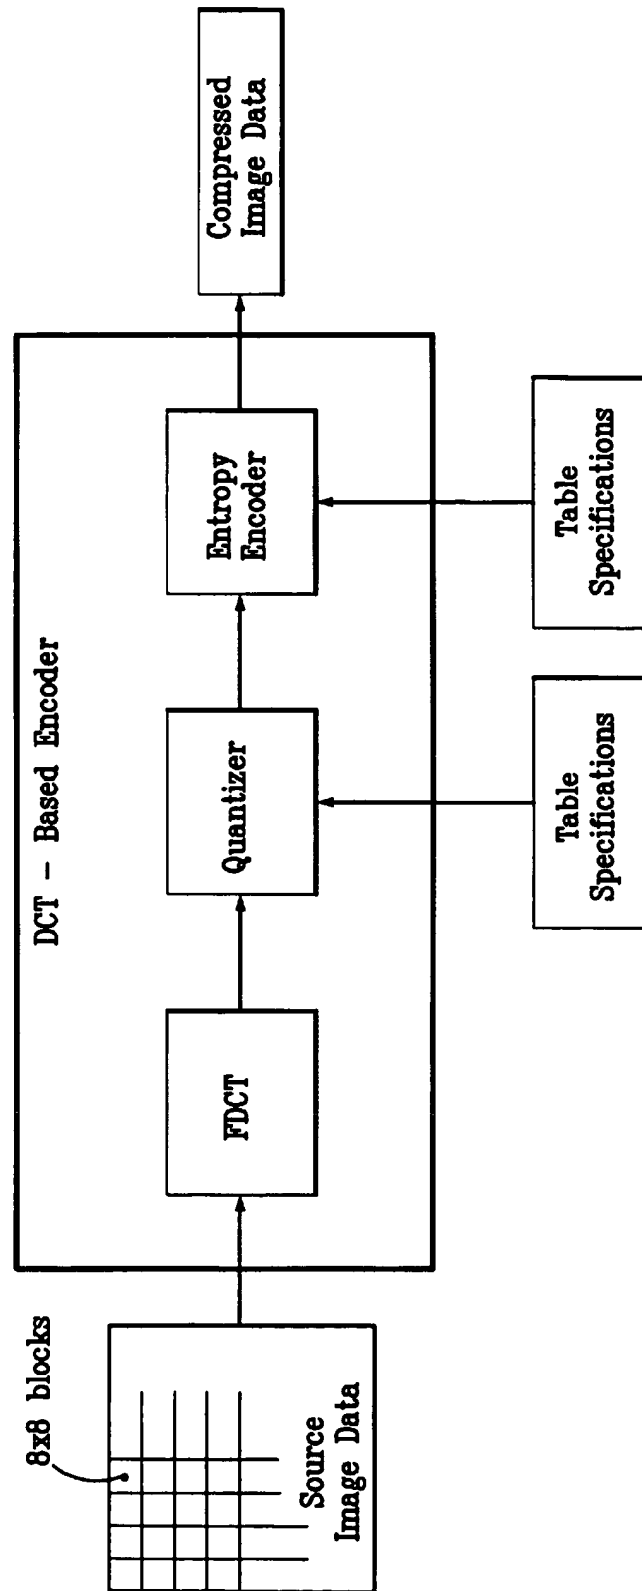 DCT – Based Encoder
8x8 blocks
Source
Image Data
FDCT
Quantizer
Entropy
Encoder
Compressed
Image Data
Table
Specifications
Table
Specifications